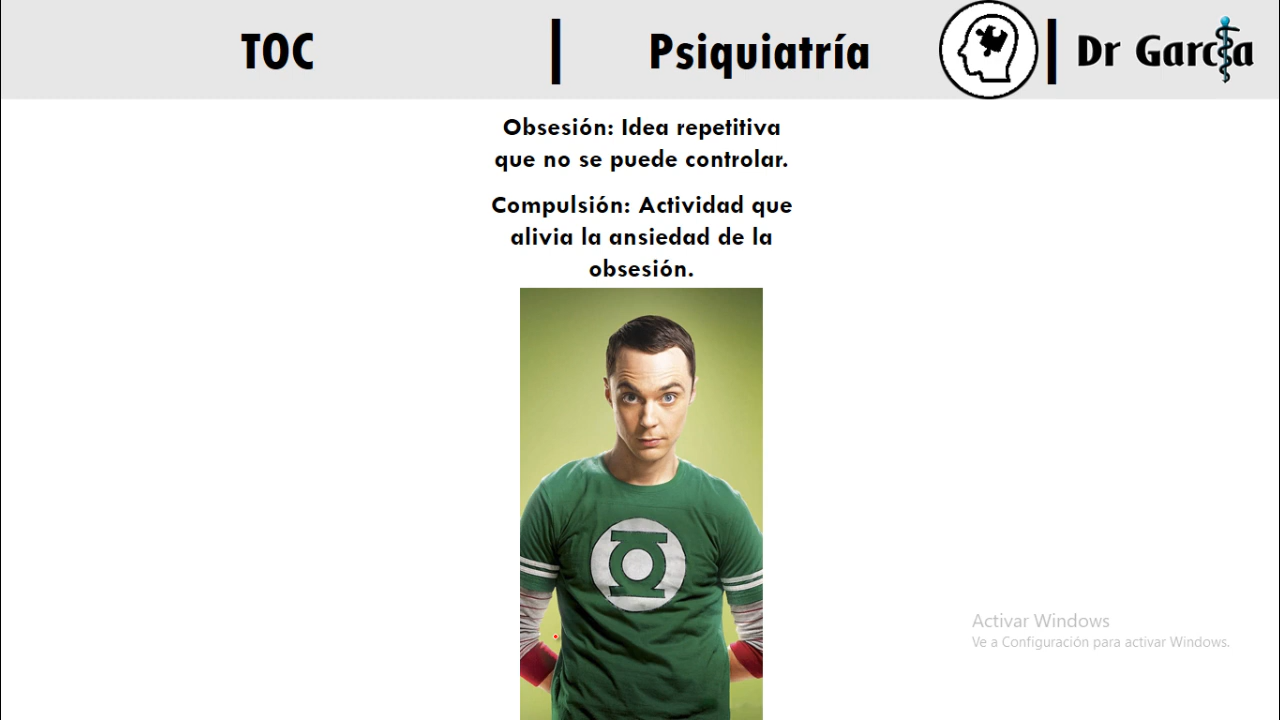 TOC | Psiquiatría | Dr García
Obsesión: Idea repetitiva
que no se puede controlar.
Compulsión: Actividad que
alivia la ansiedad de la
obsesión.
Activar Windows
Ve a Configuración para activar Windows.